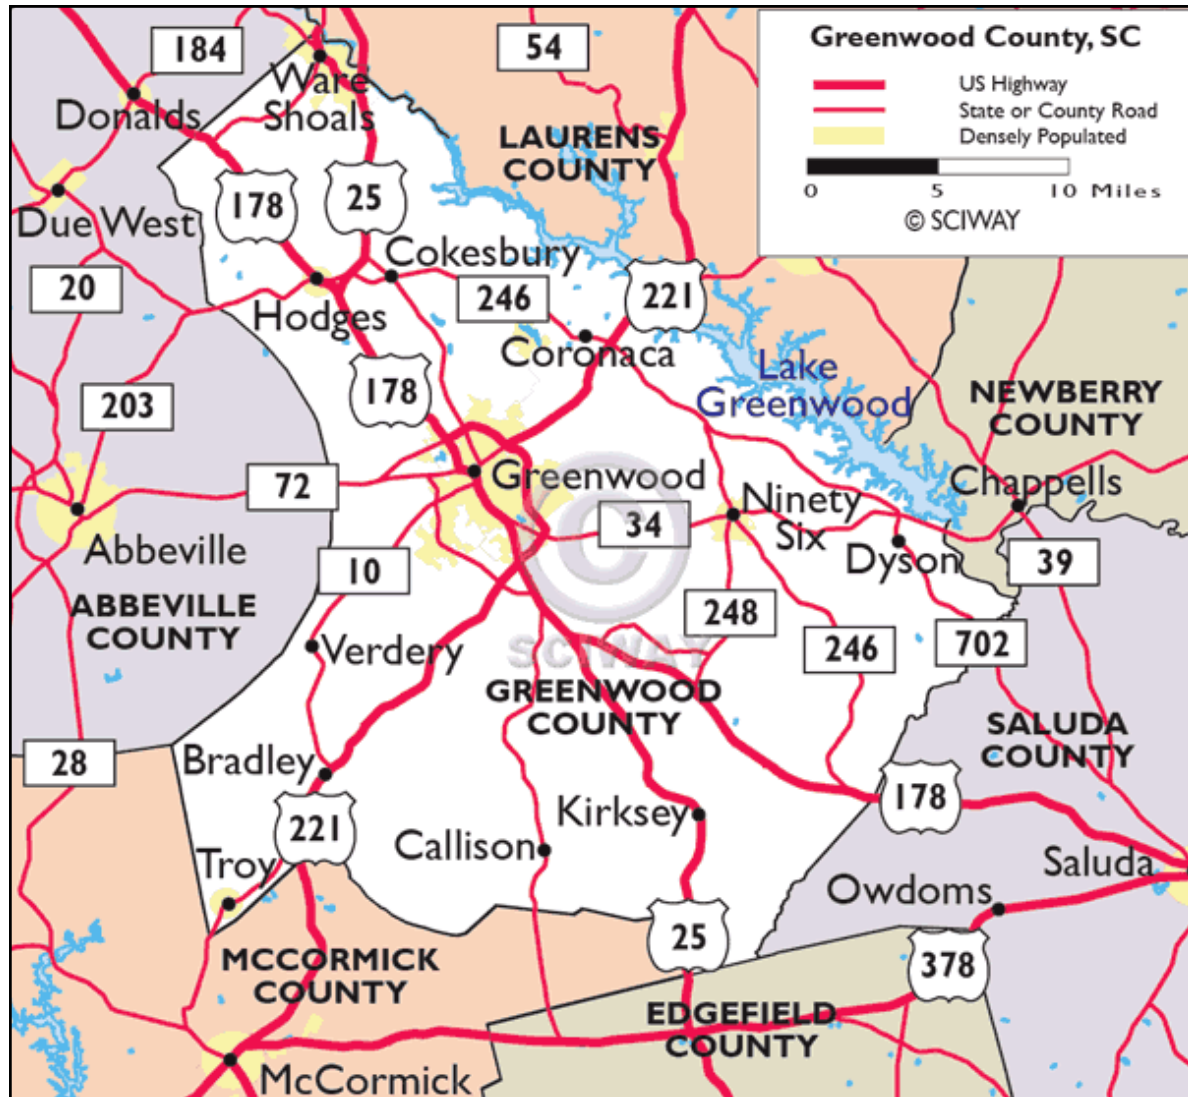 184
54
Greenwood County, SC
US Highway
State or County Road
Densely Populated
0 5 10 Miles
© SCIWAY
Ware
Shoals
Donalds
LAURENS
COUNTY
178
25
Due West
Cokesbury
20
246
221
Hodges
Coronaca
Lake
Greenwood
178
203
NEWBERRY
COUNTY
72
Greenwood
Chappells
Ninety
Six
34
Abbeville
Dyson
39
10
ABBEVILLE
COUNTY
248
246
702
Verdery
© SCIWAY
GREENWOOD
COUNTY
SALUDA
COUNTY
28
Bradley
178
Kirksey
221
Callison
Troy
Saluda
Owdoms
25
378
MCCORMICK
COUNTY
EDGEFIELD
COUNTY
McCormick